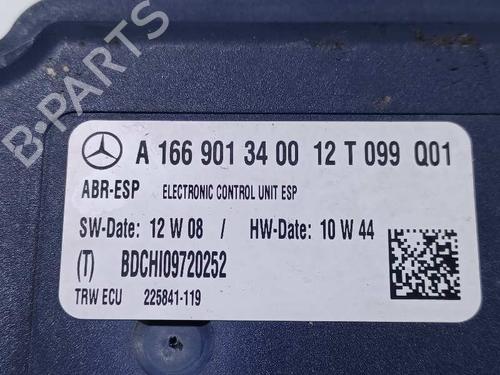 B-PARTS
A 166 901 34 00 12 T 099 Q01
ABR-ESP ELECTRONIC CONTROL UNIT ESP
SW-Date: 12 W 08 / HW-Date: 10 W 44
(T) BDCHI09720252
TRW ECU 225841-119